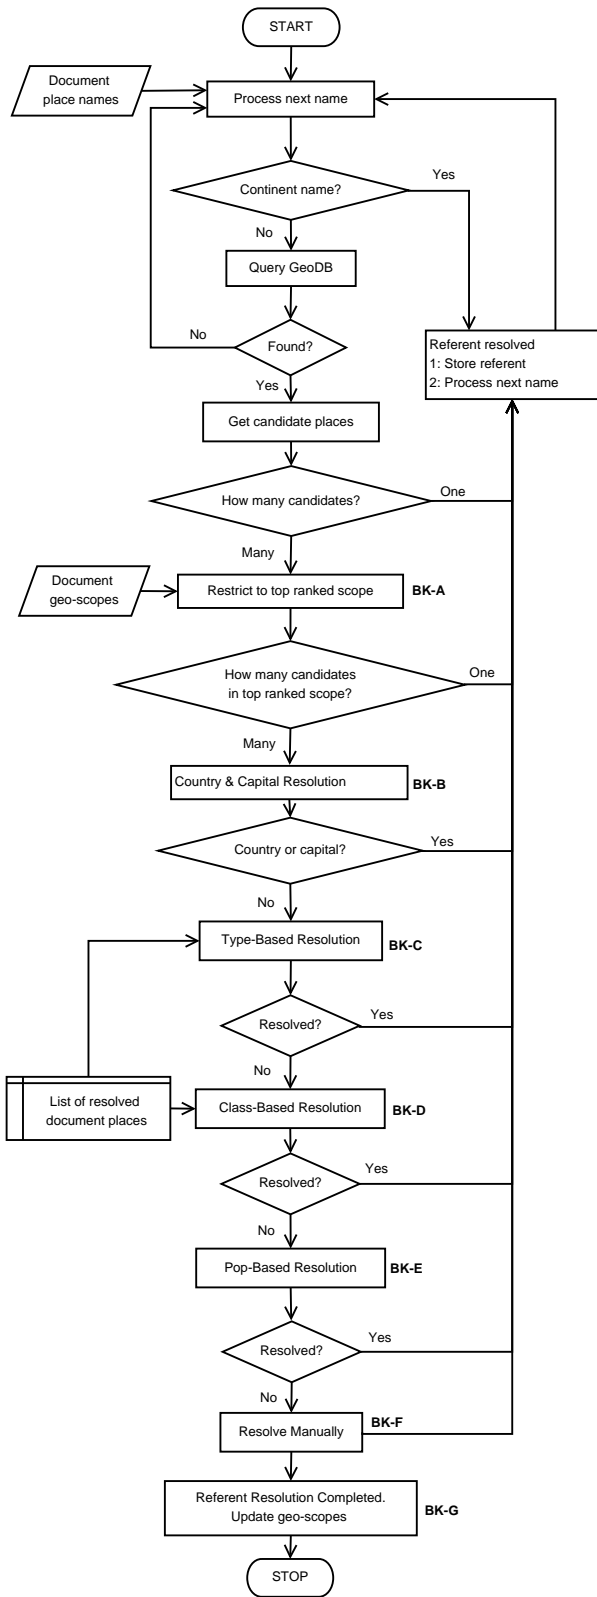 START
Document
place names
Process next name
Continent name?
Yes
No
Query GeoDB
No
Found?
Referent resolved
1: Store referent
2: Process next name
Yes
Get candidate places
How many candidates?
One
Many
Document
geo-scopes
Restrict to top ranked scope
BK-A
How many candidates
in top ranked scope?
One
Many
Country & Capital Resolution
BK-B
Country or capital?
Yes
No
Type-Based Resolution
BK-C
Resolved?
Yes
No
List of resolved
document places
Class-Based Resolution
BK-D
Resolved?
Yes
No
Pop-Based Resolution
BK-E
Resolved?
Yes
No
Resolve Manually
BK-F
Referent Resolution Completed.
Update geo-scopes
BK-G
STOP